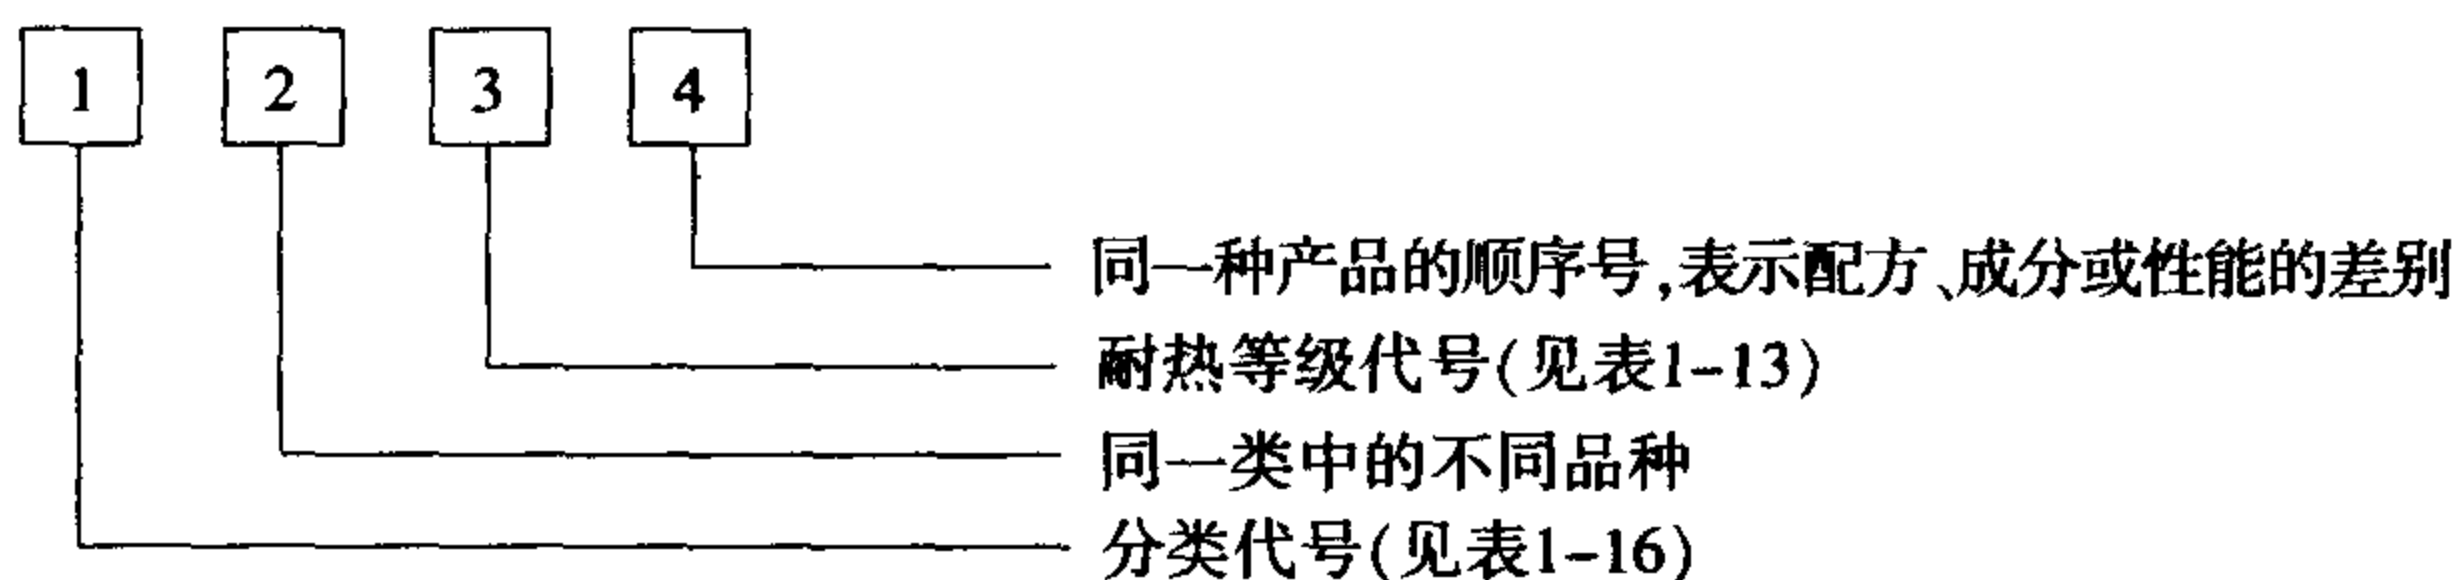 1 2 3 4
同一种产品的顺序号,表示配方、成分或性能的差别
耐热等级代号(见表1-13)
同一类中的不同品种
分类代号(见表1-16)